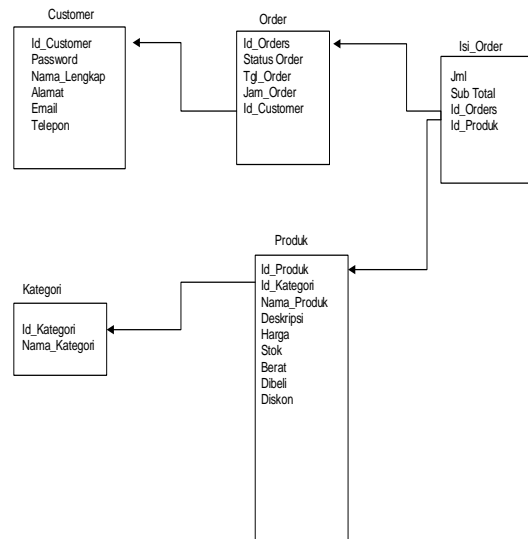 Customer
Id_Customer
Password
Nama_Lengkap
Alamat
Email
Telepon
Order
Id_Orders
Status Order
Tgl_Order
Jam_Order
Id_Customer
Isi_Order
Jml
Sub Total
Id_Orders
Id_Produk
Produk
Id_Produk
Id_Kategori
Nama_Produk
Deskripsi
Harga
Stok
Berat
Dibeli
Diskon
Kategori
Id_Kategori
Nama_Kategori